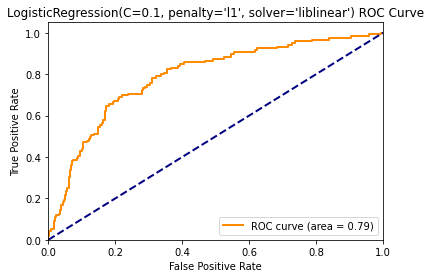 LogisticRegression(C=0.1, penalty='l1', solver='liblinear') ROC Curve
1.0
0.8
0.6
0.4
0.2
0.0
True Positive Rate
ROC curve (area = 0.79)
0.0 0.2 0.4 0.6 0.8 1.0
False Positive Rate